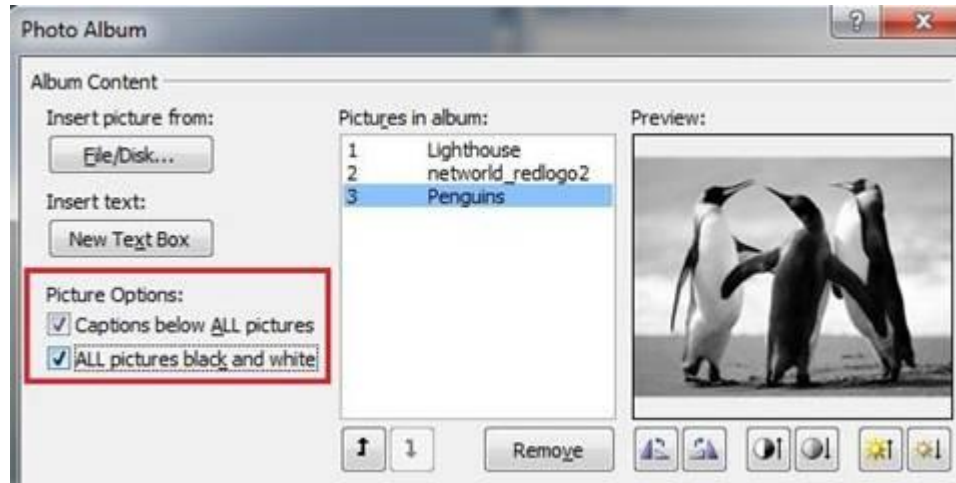 Photo Album
Album Content
Insert picture from:
File/Disk...
Insert text:
New Text Box
Picture Options:
Captions below ALL pictures
ALL pictures black and white
Pictures in album:
1 Lighthouse
2 networld_redlogo2
3 Penguins
Remove
Preview: